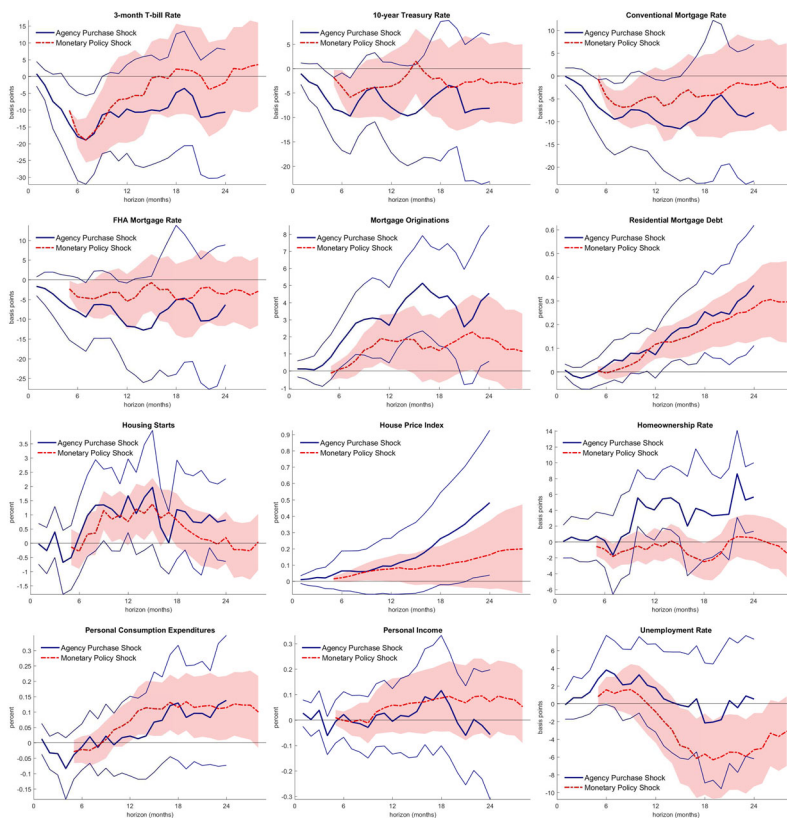 3-month T-bill Rate
Agency Purchase Shock
Monetary Policy Shock
basis points
15
10
5
0
-5
-10
-15
-20
-25
-30
0 6 12 18 24
horizon (months)
10-year Treasury Rate
Agency Purchase Shock
Monetary Policy Shock
basis points
5
0
-5
-10
-15
-20
0 6 12 18 24
horizon (months)
Conventional Mortgage Rate
Agency Purchase Shock
Monetary Policy Shock
basis points
10
5
0
-5
-10
-15
-20
0 6 12 18 24
horizon (months)
FHA Mortgage Rate
Agency Purchase Shock
Monetary Policy Shock
basis points
10
5
0
-5
-10
-15
-20
-25
0 6 12 18 24
horizon (months)
Mortgage Originations
Agency Purchase Shock
Monetary Policy Shock
percent
8
7
6
5
4
3
2
1
0
-1
0 6 12 18 24
horizon (months)
Residential Mortgage Debt
Agency Purchase Shock
Monetary Policy Shock
percent
0.6
0.5
0.4
0.3
0.2
0.1
0
0 6 12 18 24
horizon (months)
Housing Starts
Agency Purchase Shock
Monetary Policy Shock
percent
3.5
3
2.5
2
1.5
1
0.5
0
-0.5
-1
-1.5
0 6 12 18 24
horizon (months)
House Price Index
Agency Purchase Shock
Monetary Policy Shock
percent
0.9
0.8
0.7
0.6
0.5
0.4
0.3
0.2
0.1
0
0 6 12 18 24
horizon (months)
Homeownership Rate
Agency Purchase Shock
Monetary Policy Shock
basis points
14
12
10
8
6
4
2
0
-2
-4
-6
0 6 12 18 24
horizon (months)
Personal Consumption Expenditures
Agency Purchase Shock
Monetary Policy Shock
percent
0.3
0.25
0.2
0.15
0.1
0.05
0
-0.05
-0.1
-0.15
0 6 12 18 24
horizon (months)
Personal Income
Agency Purchase Shock
Monetary Policy Shock
percent
0.3
0.2
0.1
0
-0.1
-0.2
-0.3
0 6 12 18 24
horizon (months)
Unemployment Rate
Agency Purchase Shock
Monetary Policy Shock
basis points
6
4
2
0
-2
-4
-6
-8
-10
0 6 12 18 24
horizon (months)